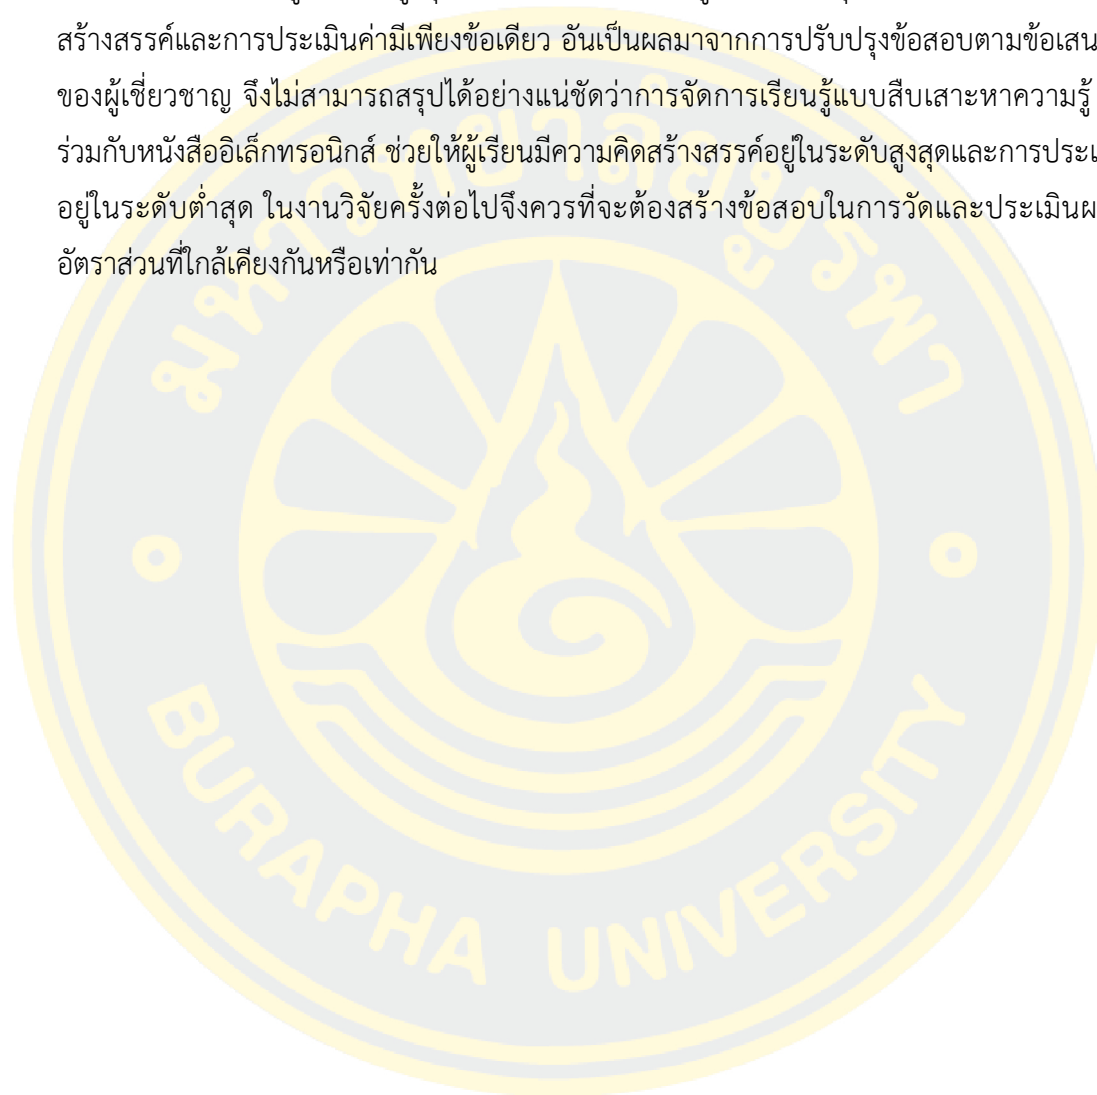 สร้างสรรค์และการประเมินค่ามีเพียงข้อเดียว อันเป็นผลมาจากการปรับปรุงข้อสอบตามข้อเสน
ของผู้เชี่ยวชาญ จึงไม่สามารถสรุปได้อย่างแน่ชัดว่าการจัดการเรียนรู้แบบสืบเสาะหาความรู้
ร่วมกับหนังสืออิเล็กทรอนิกส์ ช่วยให้ผู้เรียนมีความคิดสร้างสรรค์อยู่ในระดับสูงสุดและการประเ
อยู่ในระดับต่ำสุด ในงานวิจัยครั้งต่อไปจึงควรที่จะต้องสร้างข้อสอบในการวัดและประเมินผ
อัตราส่วนที่ใกล้เคียงกันหรือเท่ากัน
มหาวิทยาลัยบูรพา
BURAPHA UNIVERSITY